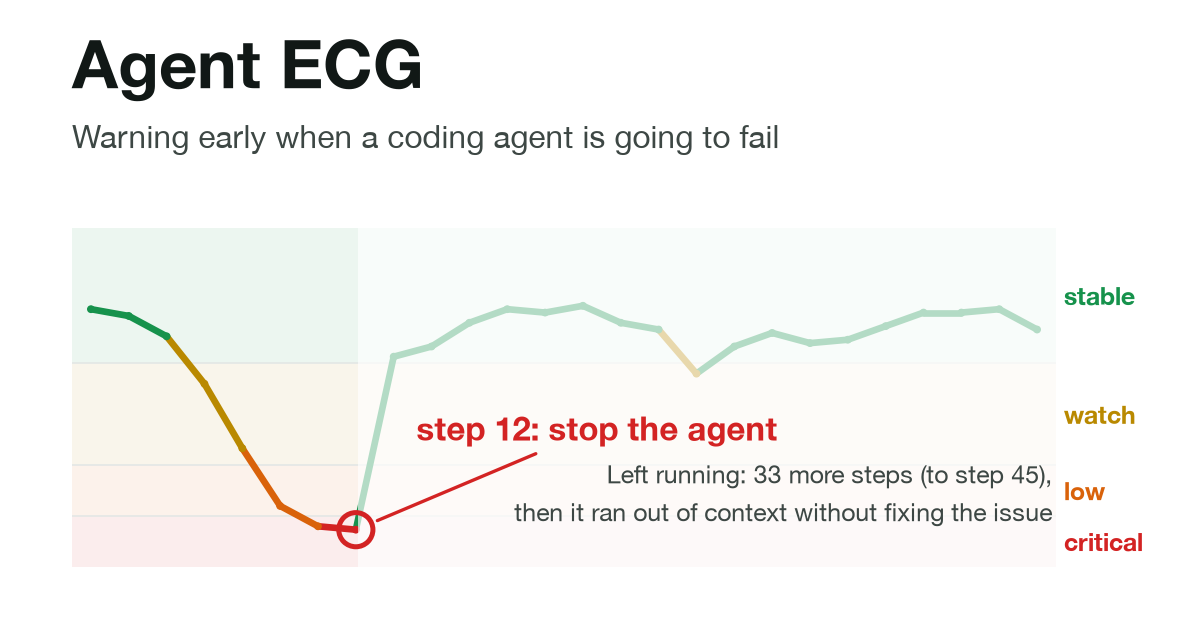 Agent ECG
Warning early when a coding agent is going to fail
stable
watch
step 12: stop the agent
Left running: 33 more steps (to step 45),
low
then it ran out of context without fixing the issue
critical